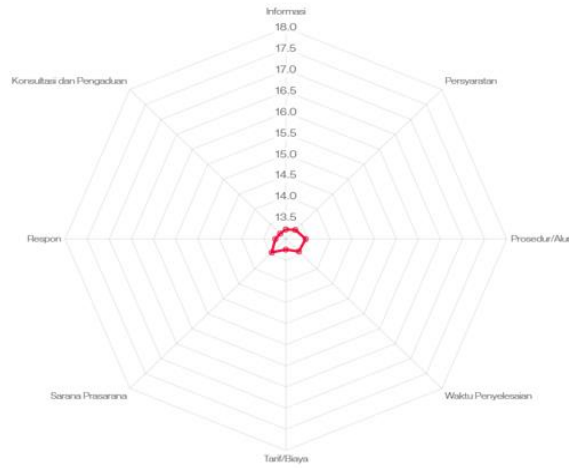 Informasi
18.0
17.5
17.0
16.5
16.0
15.5
15.0
14.5
14.0
13.5
Konsultasi dan Pengaduan
Persyaratan
Respon
Prosedur/Alur
Sarana Prasarana
Waktu Penyelesaian
Tarif/Biaya